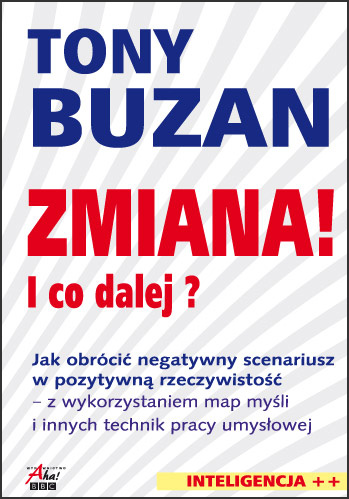 TONY
BUZAN
ZMIANA!
I co dalej ?
Jak obrócić negatywny scenariusz
w pozytywną rzeczywistość
– z wykorzystaniem map myśli
i innych technik pracy umysłowej
WYDAWNICTWO
Aha!
BBC
INTELIGENCJA ++